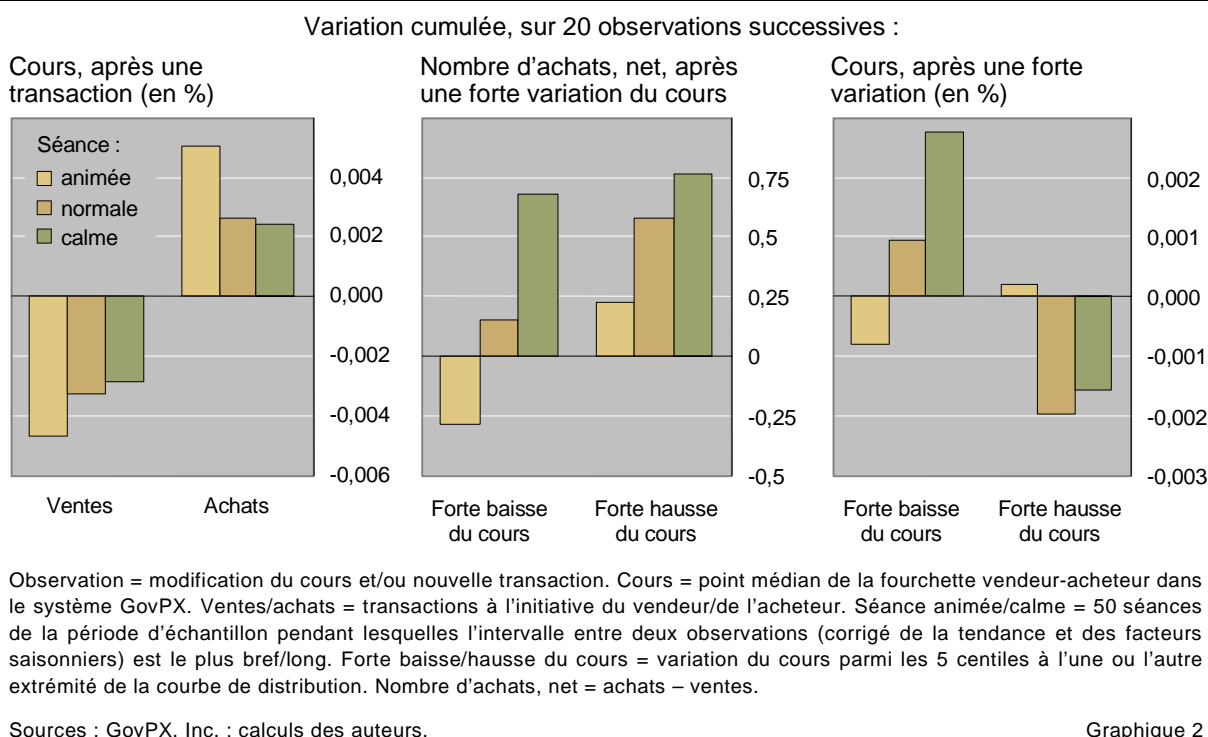 Variation cumulée, sur 20 observations successives :
Cours, après une
transaction (en %)
Séance :
animée
normale
calme
0,004
0,002
0,000
-0,002
-0,004
-0,006
Ventes
Achats
Nombre d'achats, net, après
une forte variation du cours
0,75
0,5
0,25
0
-0,25
-0,5
Forte baisse
du cours
Forte hausse
du cours
Cours, après une forte
variation (en %)
0,002
0,001
0,000
-0,001
-0,002
-0,003
Forte baisse
du cours
Forte hausse
du cours
Observation = modification du cours et/ou nouvelle transaction. Cours = point médian de la fourchette vendeur-acheteur dans
le système GovPX. Ventes/achats = transactions à l'initiative du vendeur/de l'acheteur. Séance animée/calme = 50 séances
de la période d'échantillon pendant lesquelles l'intervalle entre deux observations (corrigé de la tendance et des facteurs
saisonniers) est le plus bref/long. Forte baisse/hausse du cours = variation du cours parmi les 5 centiles à l'une ou l'autre
extrémité de la courbe de distribution. Nombre d'achats, net = achats – ventes.
Sources : GovPX, Inc. ; calculs des auteurs.
Graphique 2